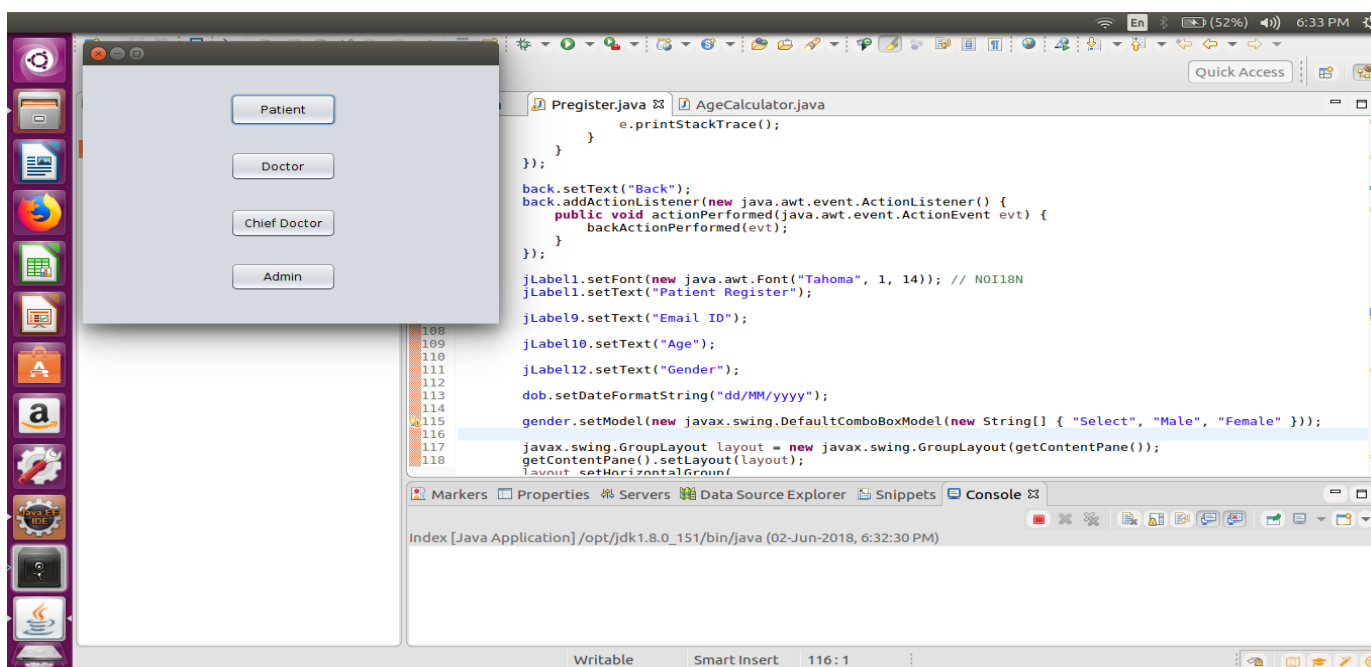 En (52%) 6:33 PM
Quick Access
Patient
Doctor
Chief Doctor
Admin
Pregister.java AgeCalculator.java
e.printStackTrace();
}
}
});
back.setText("Back");
back.addActionListener(new java.awt.event.ActionListener() {
public void actionPerformed(java.awt.event.ActionEvent evt) {
backActionPerformed(evt);
}
});
jLabel1.setFont(new java.awt.Font("Tahoma", 1, 14)); // NOI18N
jLabel1.setText("Patient Register");
jLabel9.setText("Email ID");
108
109 jLabel10.setText("Age");
110
111 jLabel12.setText("Gender");
112
113 dob.setDateFormatString("dd/MM/yyyy");
114
115 gender.setModel(new javax.swing.DefaultComboBoxModel(new String[] { "Select", "Male", "Female" }));
116
117 javax.swing.GroupLayout layout = new javax.swing.GroupLayout(getContentPane());
118 getContentPane().setLayout(layout);
layout.setHorizontalGroup(
Markers Properties Servers Data Source Explorer Snippets Console
Index [Java Application] /opt/jdk1.8.0_151/bin/java (02-Jun-2018, 6:32:30 PM)
Java EE
IDE
Writable Smart Insert 116 : 1